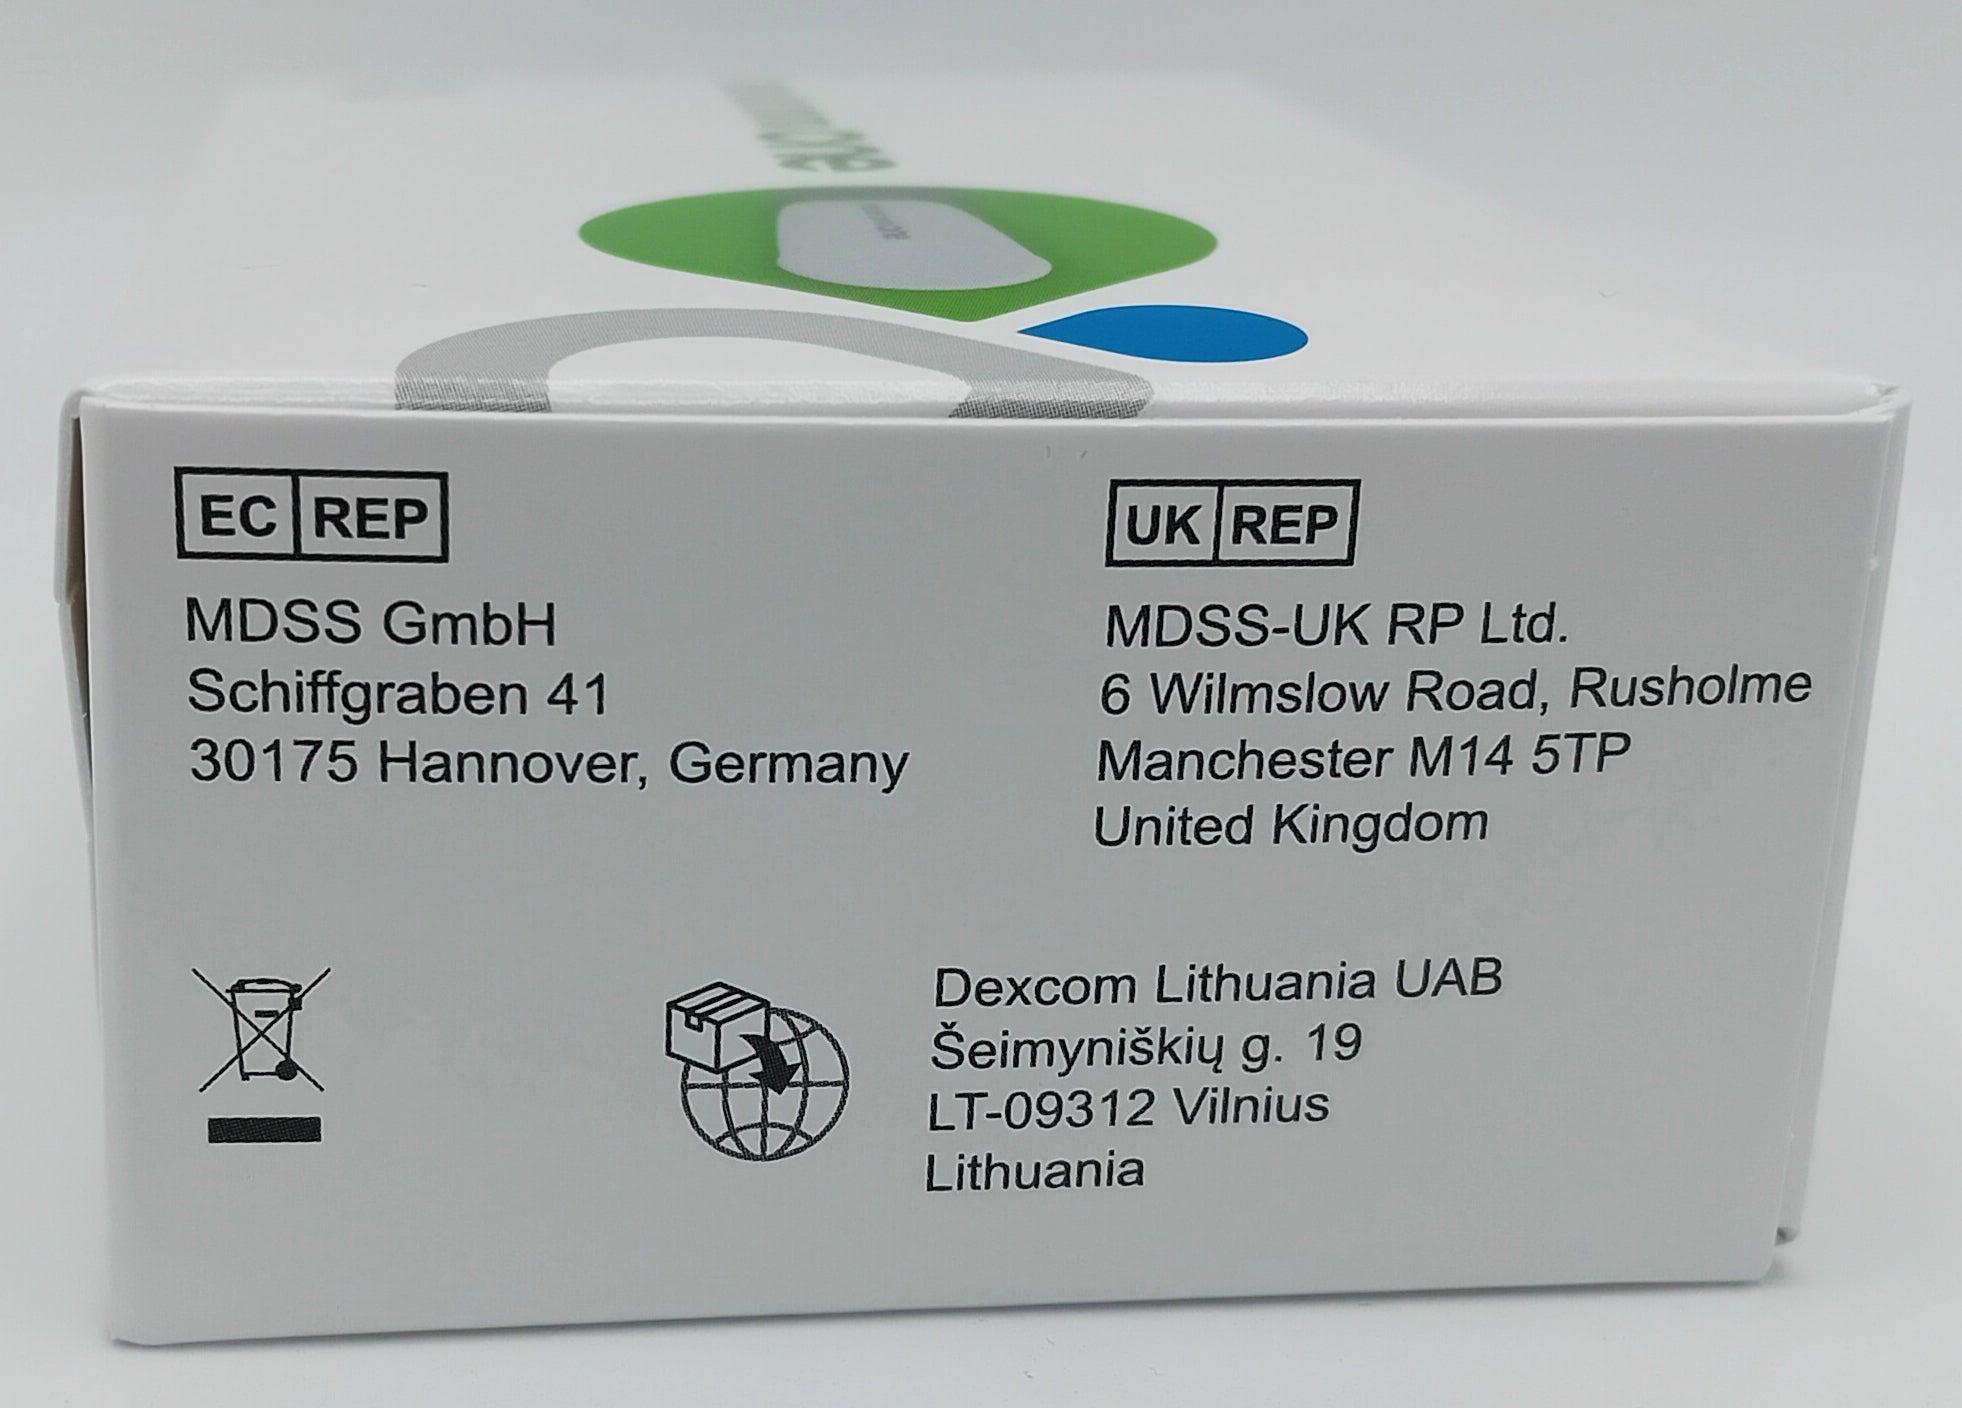 one
EC REP
MDSS GmbH
Schiffgraben 41
30175 Hannover, Germany
UK REP
MDSS-UK RP Ltd.
6 Wilmslow Road, Rusholme
Manchester M14 5TP
United Kingdom
Dexcom Lithuania UAB
Šeimyniškių g. 19
LT-09312 Vilnius
Lithuania